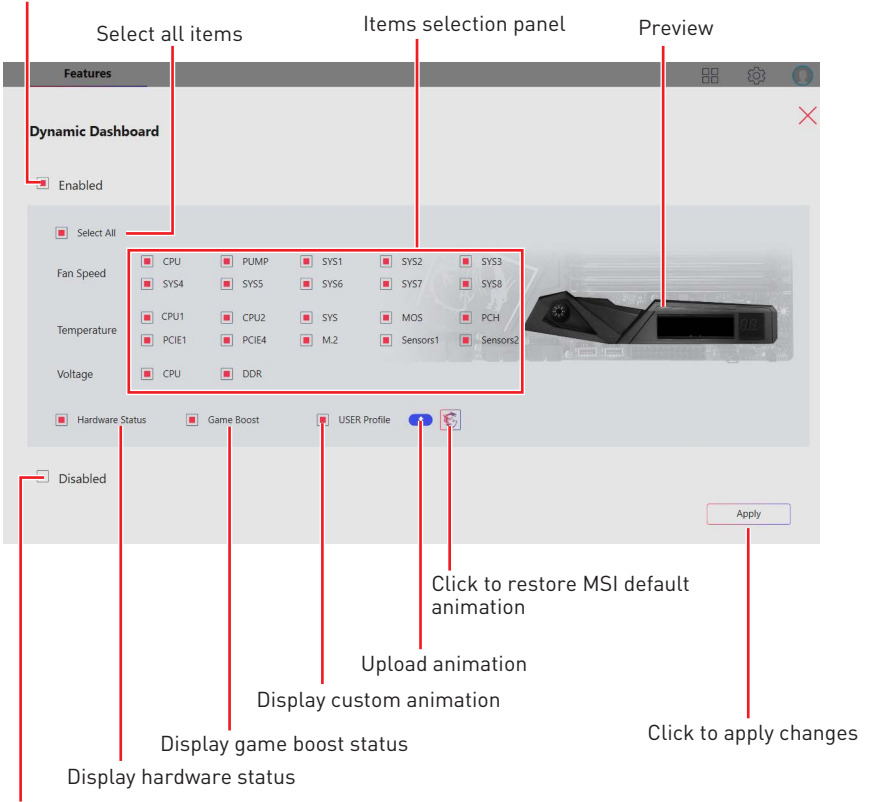 Select all items
Items selection panel
Preview
Features
Dynamic Dashboard
Enabled
Select All
Fan Speed
CPU PUMP SYS1 SYS2 SYS3
SYS4 SYS5 SYS6 SYS7 SYS8
Temperature
CPU1 CPU2 SYS MOS PCH
PCIE1 PCIE4 M.2 Sensors1 Sensors2
Voltage
CPU DDR
Hardware Status Game Boost USER Profile
Disabled
Apply
Click to restore MSI default
animation
Upload animation
Display custom animation
Click to apply changes
Display game boost status
Display hardware status